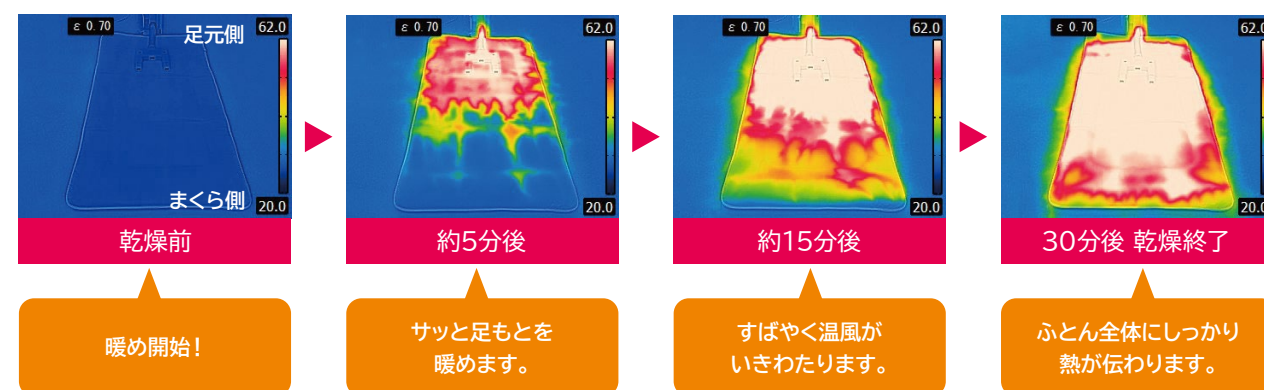 ε 0.70
足元側
62.0
まくら側
20.0
ε 0.70
62.0
20.0
ε 0.70
62.0
20.0
ε 0.70
62.0
20.0
乾燥前
約5分後
約15分後
30分後 乾燥終了
暖め開始!
サッと足もとを
暖めます。
すばやく温風が
いきわたります。
ふとん全体にしっかり
熱が伝わります。